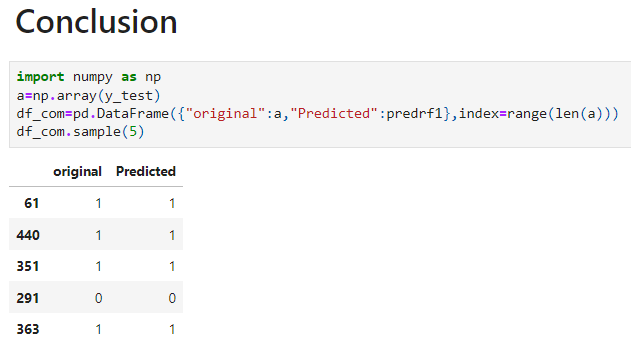 Conclusion
import numpy as np
a=np.array(y_test)
df_com=pd.DataFrame({"original":a,"Predicted":predrf1},index=range(len(a)))
df_com.sample(5)
original Predicted
61 1 1
440 1 1
351 1 1
291 0 0
363 1 1